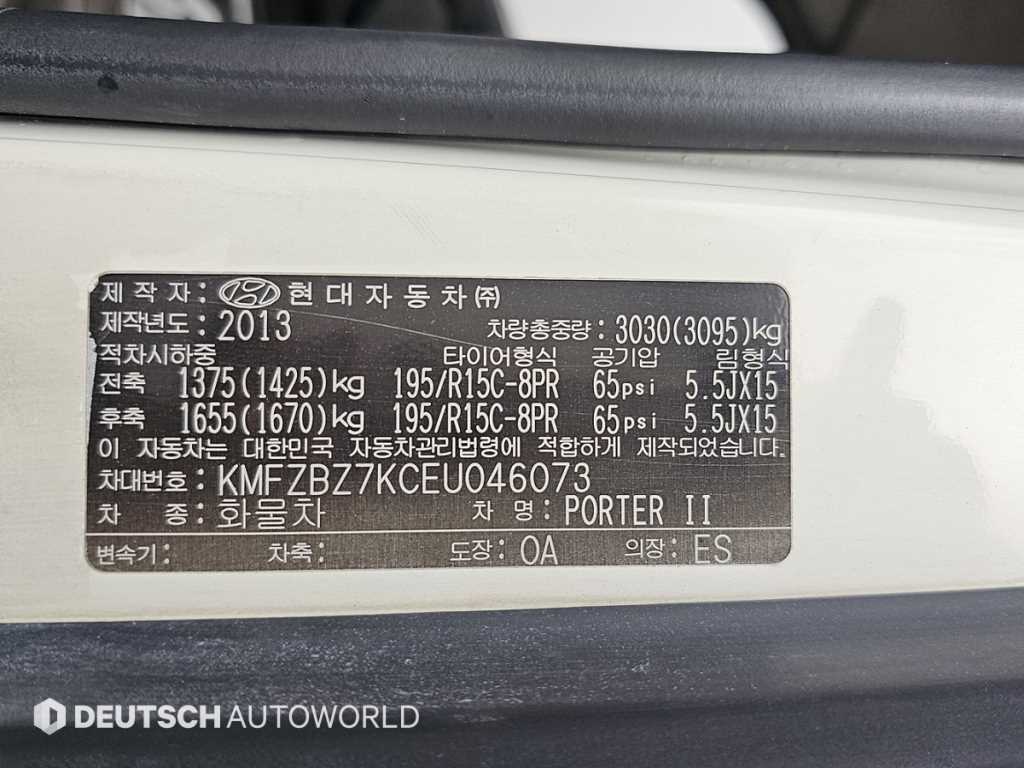 제작자: 현대자동차㈜
제작년도: 2013 차량총중량: 3030(3095)kg
적차시하중 타이어형식 공기압 림형식
전축 1375(1425)kg 195/R15C-8PR 65psi 5.5JX15
후축 1655(1670)kg 195/R15C-8PR 65psi 5.5JX15
이 자동차는 대한민국 자동차관리법령에 적합하게 제작되었습니다.
차대번호: KMFZBZ7KCEU046073
차 종: 화물차 차 명: PORTER II
변속기: 차축: 도장: OA 의장: ES
DEUTSCH AUTOWORLD